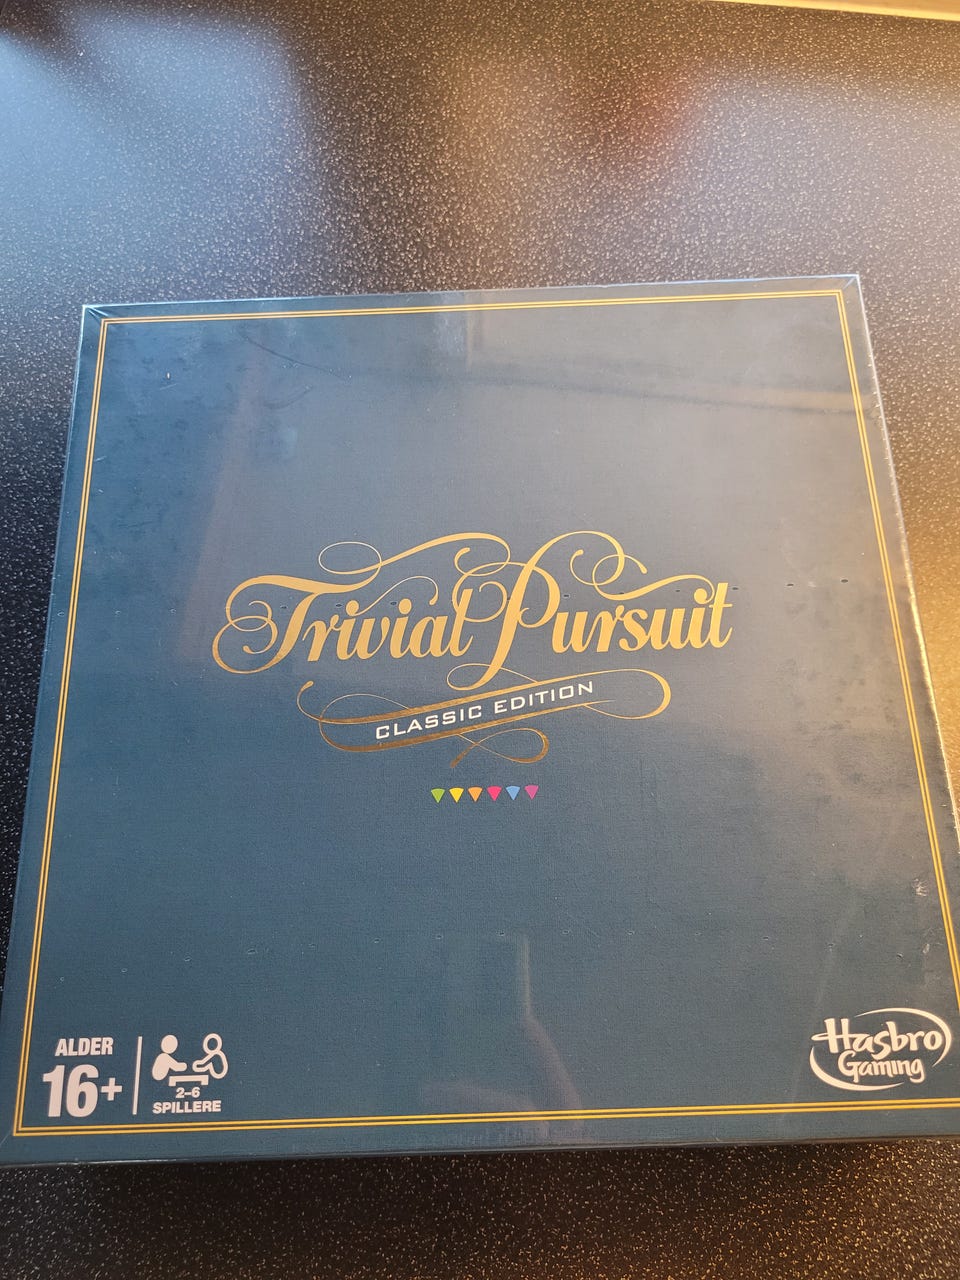 Trivial Pursuit
CLASSIC EDITION
ALDER
16+
2-6
SPILLERE
Hasbro
Gaming